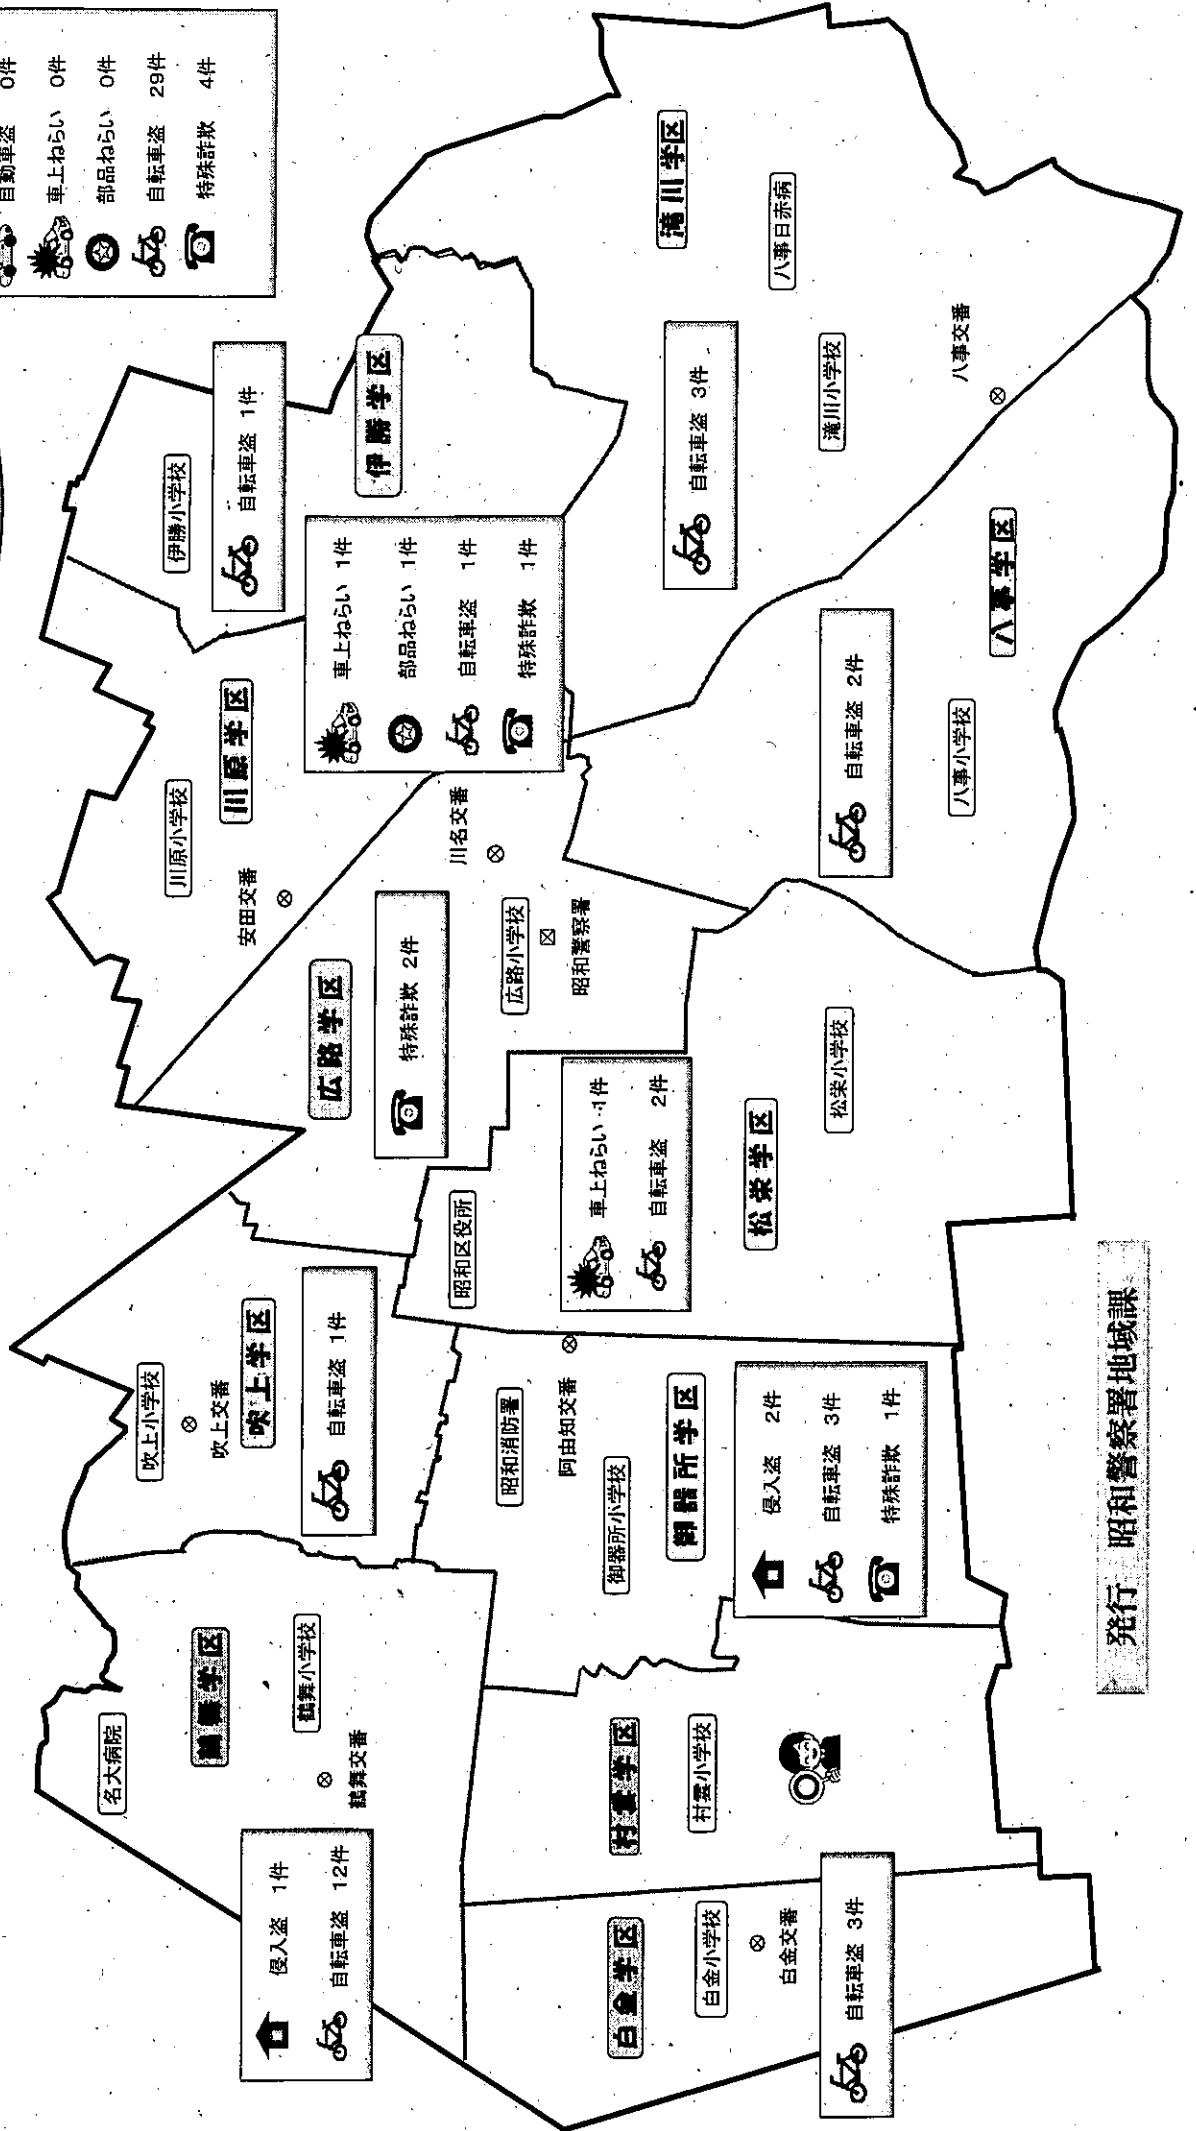 自動車盗 0件
車上ねらい 0件
部品ねらい 0件
自転車盗 29件
特殊詐欺 4件
名大病院
鶴舞学区
鶴舞小学校
鶴舞交番
侵入盗 1件
自転車盗 12件
吹上小学校
吹上交番
吹上学区
自転車盗 1件
川原小学校
安田交番
川原学区
車上ねらい 1件
部品ねらい 1件
自転車盗 1件
特殊詐欺 1件
伊勝小学校
自転車盗 1件
伊勝学区
広路学区
特殊詐欺 2件
川名交番
広路小学校
昭和警察署
昭和区役所
車上ねらい 1件
自転車盗 2件
松栄学区
松栄小学校
昭和消防署
阿由知交番
御器所小学校
御器所学区
侵入盗 2件
自転車盗 3件
特殊詐欺 1件
村雲学区
村雲小学校
白金学区
白金小学校
白金交番
自転車盗 3件
滝川学区
八事日赤病
自転車盗 3件
滝川小学校
八事交番
八事学区
自転車盗 2件
八事小学校
発行 昭和警察署地域課